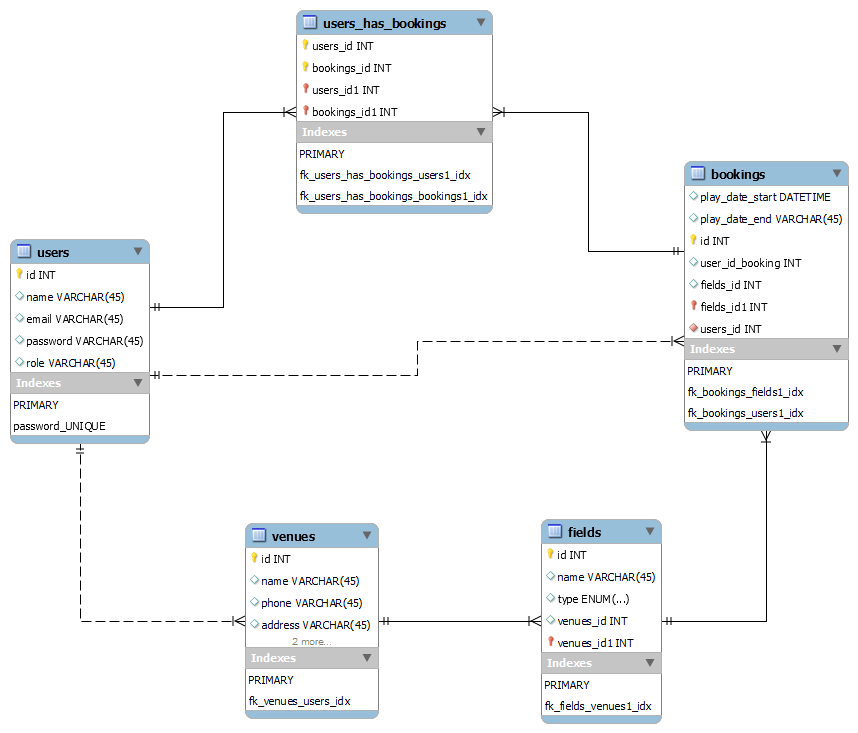 users_has_bookings
users_id INT
bookings_id INT
users_id1 INT
bookings_id1 INT
Indexes
PRIMARY
fk_users_has_bookings_users1_idx
fk_users_has_bookings_bookings1_idx
bookings
play_date_start DATETIME
play_date_end VARCHAR(45)
id INT
user_id_booking INT
fields_id INT
fields_id1 INT
users_id INT
Indexes
PRIMARY
fk_bookings_fields1_idx
fk_bookings_users1_idx
users
id INT
name VARCHAR(45)
email VARCHAR(45)
password VARCHAR(45)
role VARCHAR(45)
Indexes
PRIMARY
password_UNIQUE
venues
id INT
name VARCHAR(45)
phone VARCHAR(45)
address VARCHAR(45)
2 more...
Indexes
PRIMARY
fk_venues_users_idx
fields
id INT
name VARCHAR(45)
type ENUM(...)
venues_id INT
venues_id1 INT
Indexes
PRIMARY
fk_fields_venues1_idx